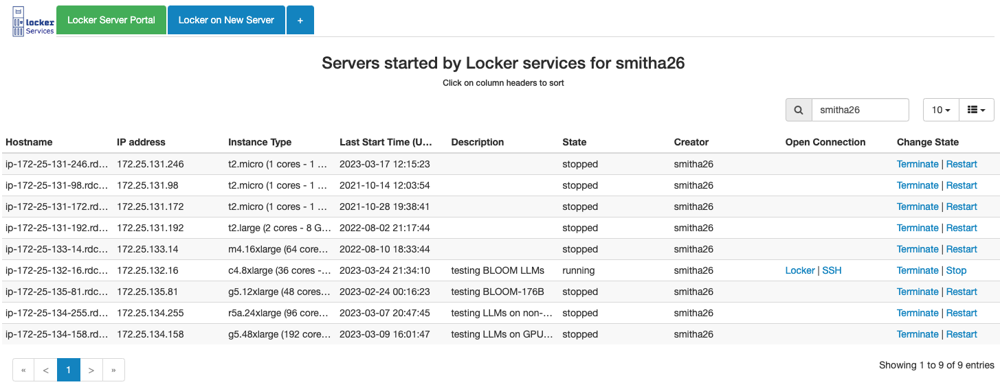 locker
Services
Locker Server Portal Locker on New Server +
Servers started by Locker services for smitha26
Click on column headers to sort
smitha26 10
Hostname IP address Instance Type Last Start Time (U... Description State Creator Open Connection Change State
ip-172-25-131-246.rd... 172.25.131.246 t2.micro (1 cores - 1 ... 2023-03-17 12:15:23 stopped smitha26 Terminate | Restart
ip-172-25-131-98.rdc... 172.25.131.98 t2.micro (1 cores - 1 ... 2021-10-14 12:03:54 stopped smitha26 Terminate | Restart
ip-172-25-131-172.rd... 172.25.131.172 t2.micro (1 cores - 1 ... 2021-10-28 19:38:41 stopped smitha26 Terminate | Restart
ip-172-25-131-192.rd... 172.25.131.192 t2.large (2 cores - 8 G... 2022-08-02 21:17:44 stopped smitha26 Terminate | Restart
ip-172-25-133-14.rdc... 172.25.133.14 m4.16xlarge (64 core... 2022-08-10 18:33:44 stopped smitha26 Terminate | Restart
ip-172-25-132-16.rdc... 172.25.132.16 c4.8xlarge (36 cores -... 2023-03-24 21:34:10 testing BLOOM LLMs running smitha26 Locker | SSH Terminate | Stop
ip-172-25-135-81.rdc... 172.25.135.81 g5.12xlarge (48 cores... 2023-02-24 00:16:23 testing BLOOM-176B stopped smitha26 Terminate | Restart
ip-172-25-134-255.rd... 172.25.134.255 r5a.24xlarge (96 core... 2023-03-07 20:47:45 testing LLMs on non-... stopped smitha26 Terminate | Restart
ip-172-25-134-158.rd... 172.25.134.158 g5.48xlarge (192 core... 2023-03-09 16:01:47 testing LLMs on GPU... stopped smitha26 Terminate | Restart
« < 1 > » Showing 1 to 9 of 9 entries